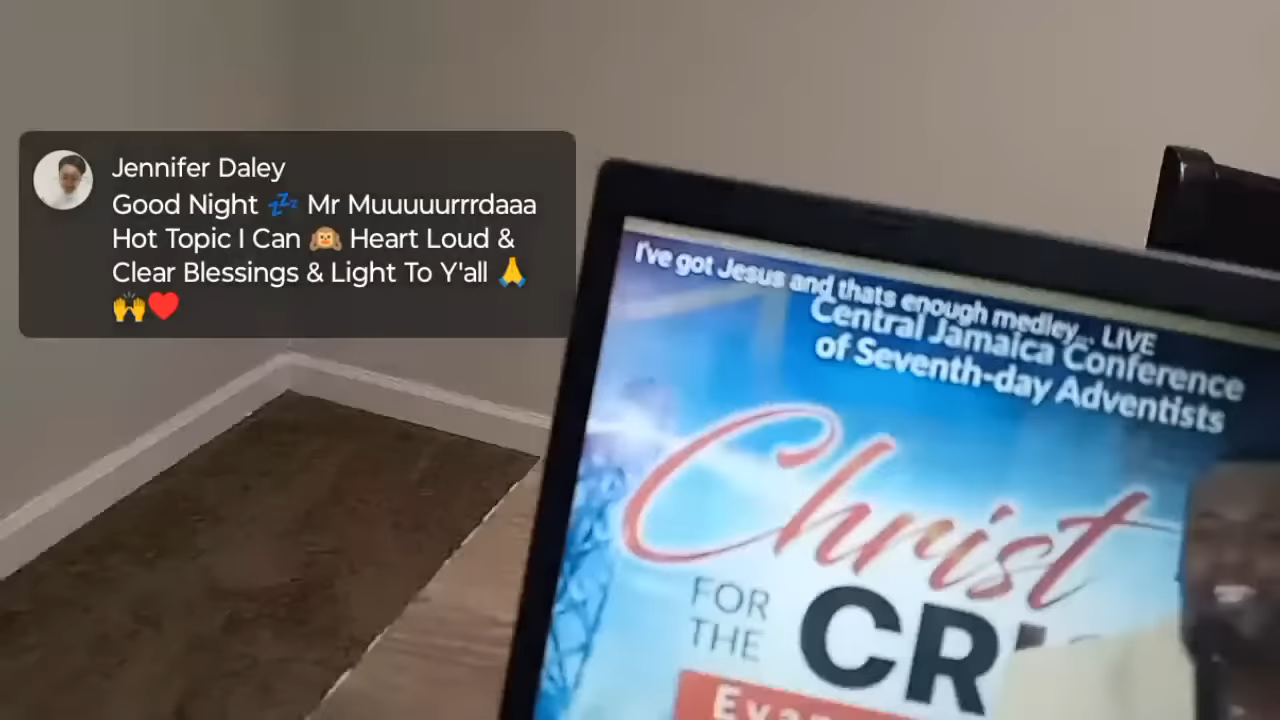 Jennifer Daley
Good Night 💤 Mr Muuuuurrrdaaa
Hot Topic I Can 🙉 Heart Loud &
Clear Blessings & Light To Y'all 🙏
🙌♥️
I've got Jesus and thats enough medley... LIVE
Central Jamaica Conference
of Seventh-day Adventists
Christ
FOR
THE